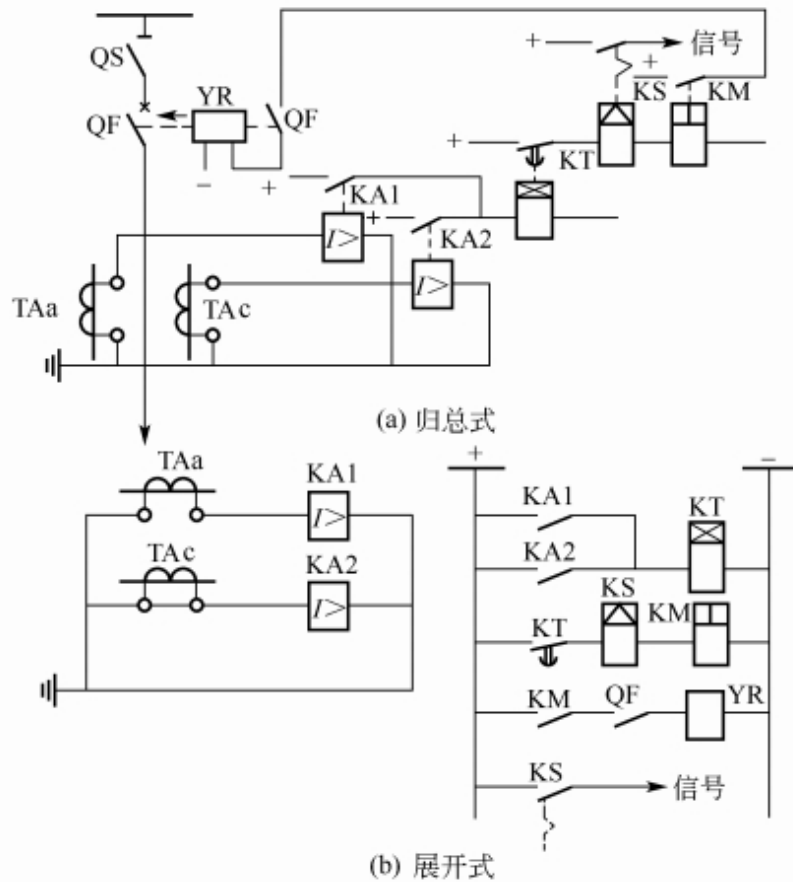 + 信号
QS
+
YR
KS KM
QF
QF
+
KT
−
+
KA1
+
KA2
I>
I>
TAa
TAc
(a) 归总式
TAa
KA1
I>
TAc
KA2
I>
+
−
KA1
KT
KA2
KS
KT
KM
KM QF YR
KS
信号
(b) 展开式